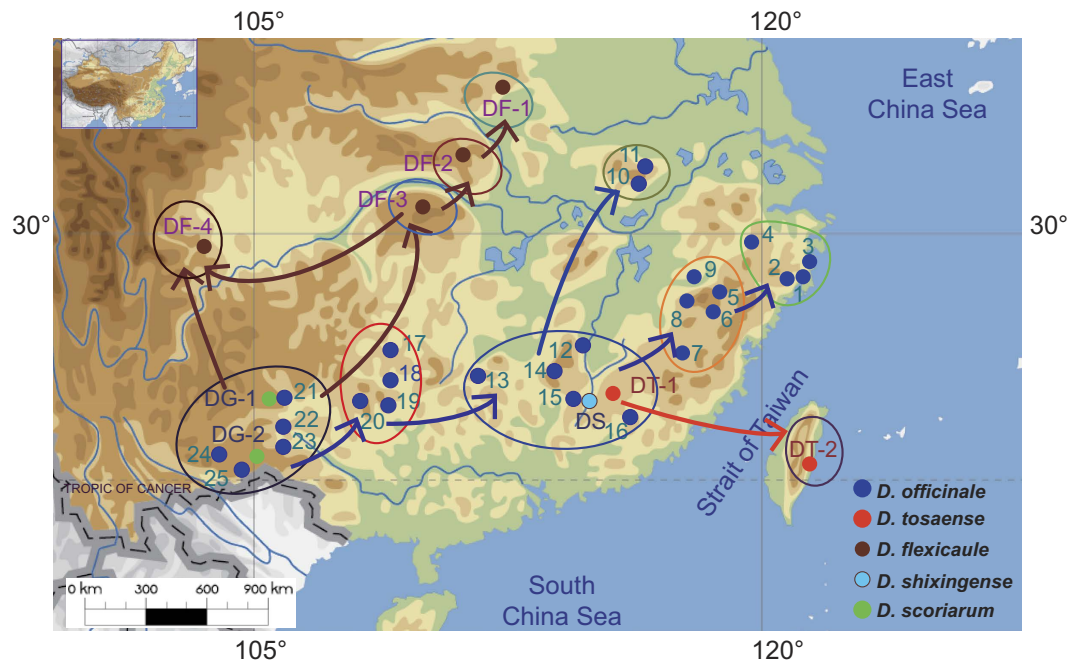 105°
120°
East
China Sea
DF-1
DF-2
11
10
DF-3
DF-4
30°
30°
4
3
2
1
9
5
8
6
7
17
12
14
13
18
DG-1
21
DT-1
15
19
20
22
DS
16
DG-2
23
24
25
DT-2
Strait of Taiwan
TROPIC OF CANCER
D. officinale
D. tosaense
D. flexicaule
D. shixingense
D. scoriarum
0 km 300 600 900 km
South
China Sea
105°
120°